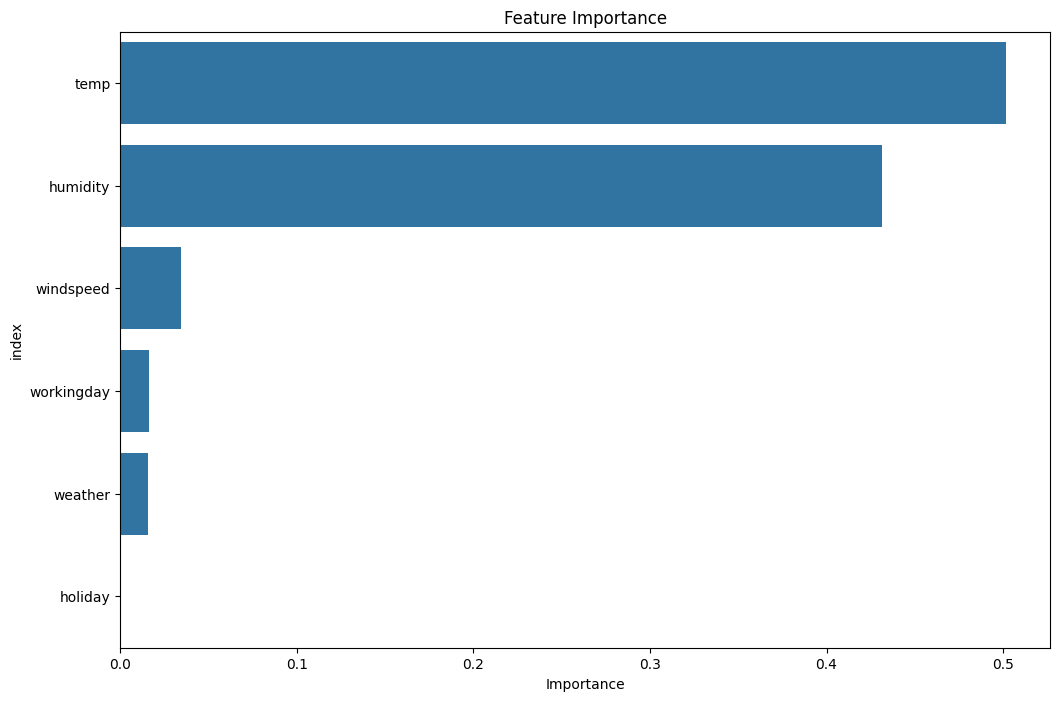 Feature Importance
temp
humidity
windspeed
workingday
weather
holiday
index
0.0 0.1 0.2 0.3 0.4 0.5
Importance